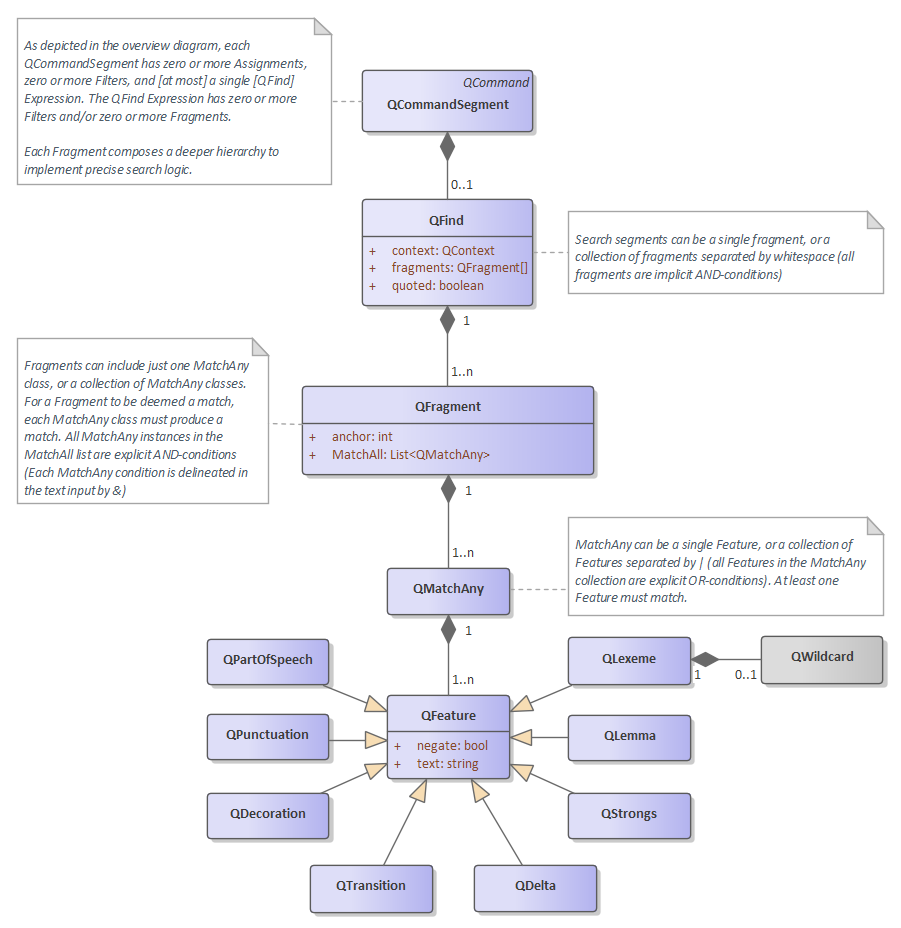 As depicted in the overview diagram, each
QCommandSegment has zero or more Assignments,
zero or more Filters, and [at most] a single [QFind]
Expression. The QFind Expression has zero or more
Filters and/or zero or more Fragments.
Each Fragment composes a deeper hierarchy to
implement precise search logic.
QCommand
QCommandSegment
0..1
QFind
+ context: QContext
+ fragments: QFragment[]
+ quoted: boolean
Search segments can be a single fragment, or a
collection of fragments separated by whitespace (all
fragments are implicit AND-conditions)
1
1..n
Fragments can include just one MatchAny
class, or a collection of MatchAny classes.
For a Fragment to be deemed a match,
each MatchAny class must produce a
match. All MatchAny instances in the
MatchAll list are explicit AND-conditions
(Each MatchAny condition is delineated in
the text input by &)
QFragment
+ anchor: int
+ MatchAll: List<QMatchAny>
1
1..n
QMatchAny
MatchAny can be a single Feature, or a collection of
Features separated by | (all Features in the MatchAny
collection are explicit OR-conditions). At least one
Feature must match.
1
1..n
QPartOfSpeech
QLexeme
1
0..1
QWildcard
QFeature
+ negate: bool
+ text: string
QPunctuation
QLemma
QDecoration
QStrongs
QTransition
QDelta